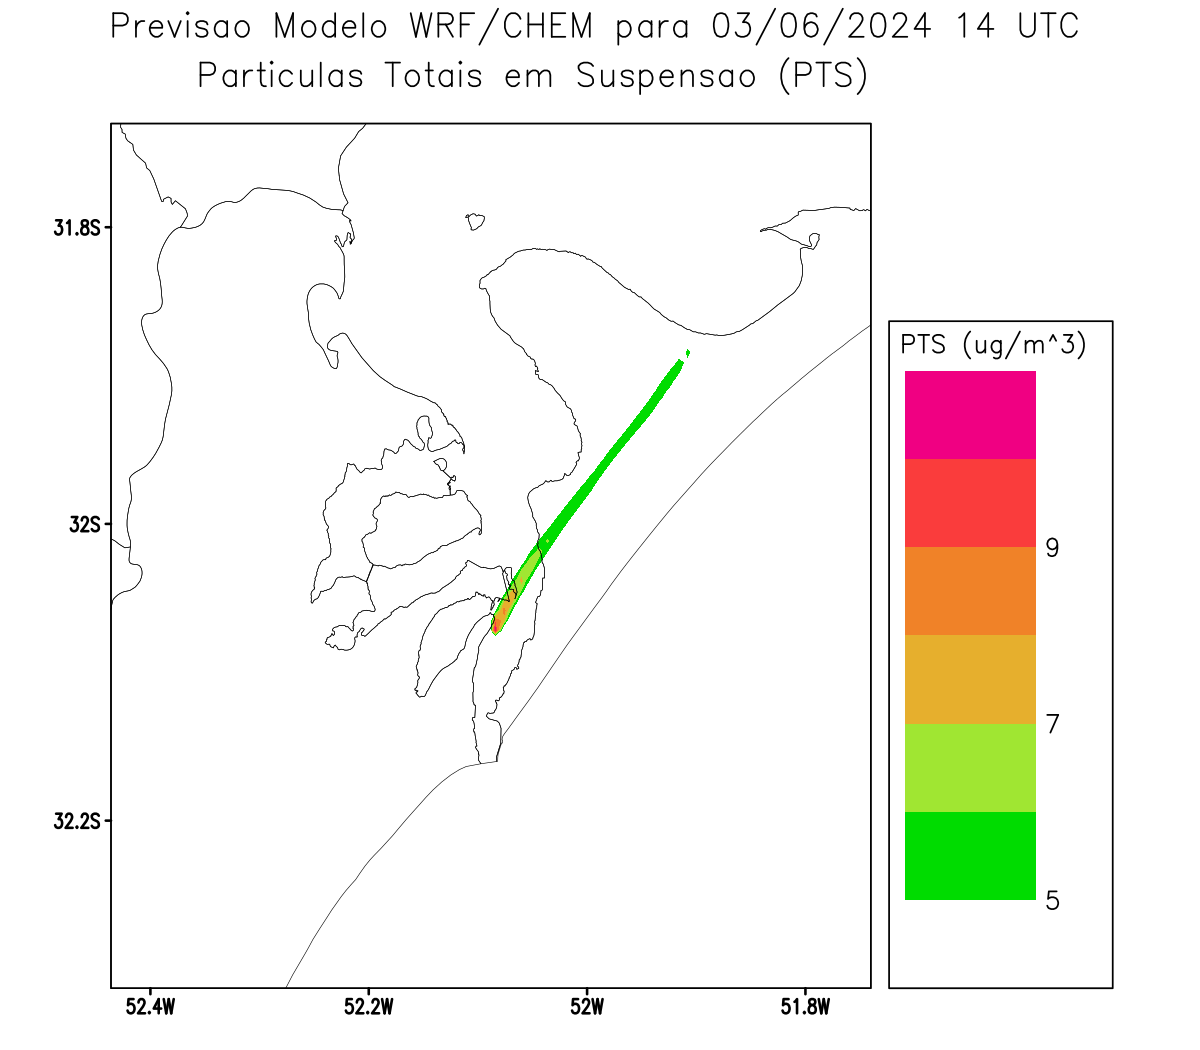 Previsao Modelo WRF/CHEM para 03/06/2024 14 UTC
Particulas Totais em Suspensao (PTS)
31.8S
32S
32.2S
52.4W
52.2W
52W
51.8W
PTS (ug/m^3)
9
7
5